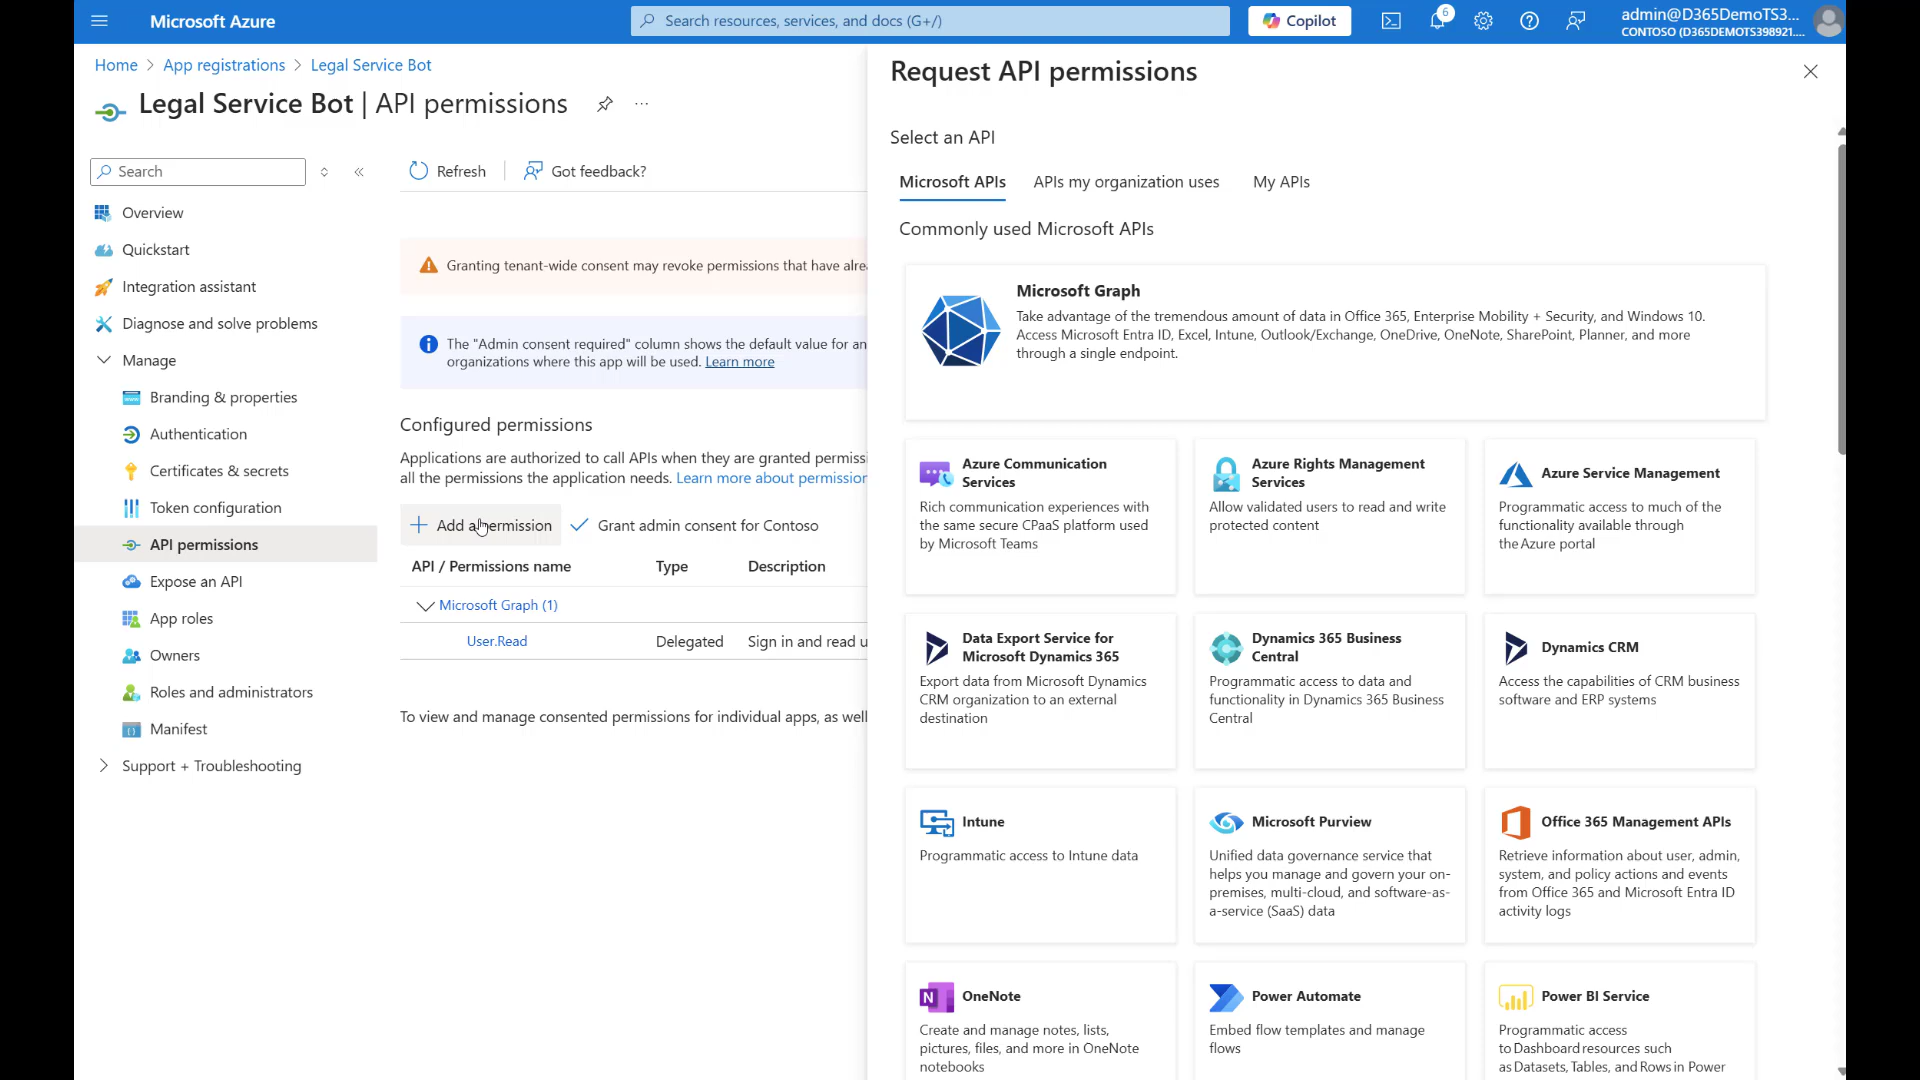 Microsoft Azure
Search resources, services, and docs (G+/)
Copilot
6
admin@D365DemoTS3...
CONTOSO (D365DEMOTS398921....
Home > App registrations > Legal Service Bot
Legal Service Bot | API permissions
...
Search
Overview
Quickstart
Integration assistant
Diagnose and solve problems
Manage
Branding & properties
Authentication
Certificates & secrets
Token configuration
API permissions
Expose an API
App roles
Owners
Roles and administrators
Manifest
Support + Troubleshooting
Refresh
Got feedback?
Granting tenant-wide consent may revoke permissions that have alre
The "Admin consent required" column shows the default value for an
organizations where this app will be used. Learn more
Configured permissions
Applications are authorized to call APIs when they are granted permissi
all the permissions the application needs. Learn more about permission
Add a permission
Grant admin consent for Contoso
API / Permissions name Type Description
Microsoft Graph (1)
User.Read Delegated Sign in and read u
To view and manage consented permissions for individual apps, as well
Request API permissions
Select an API
Microsoft APIs
APIs my organization uses
My APIs
Commonly used Microsoft APIs
Microsoft Graph
Take advantage of the tremendous amount of data in Office 365, Enterprise Mobility + Security, and Windows 10.
Access Microsoft Entra ID, Excel, Intune, Outlook/Exchange, OneDrive, OneNote, SharePoint, Planner, and more
through a single endpoint.
Azure Communication
Services
Rich communication experiences with
the same secure CPaaS platform used
by Microsoft Teams
Azure Rights Management
Services
Allow validated users to read and write
protected content
Azure Service Management
Programmatic access to much of the
functionality available through
the Azure portal
Data Export Service for
Microsoft Dynamics 365
Export data from Microsoft Dynamics
CRM organization to an external
destination
Dynamics 365 Business
Central
Programmatic access to data and
functionality in Dynamics 365 Business
Central
Dynamics CRM
Access the capabilities of CRM business
software and ERP systems
Intune
Programmatic access to Intune data
Microsoft Purview
Unified data governance service that
helps you manage and govern your on-
premises, multi-cloud, and software-as-
a-service (SaaS) data
Office 365 Management APIs
Retrieve information about user, admin,
system, and policy actions and events
from Office 365 and Microsoft Entra ID
activity logs
OneNote
Create and manage notes, lists,
pictures, files, and more in OneNote
notebooks
Power Automate
Embed flow templates and manage
flows
Power BI Service
Programmatic access
to Dashboard resources such
as Datasets, Tables, and Rows in Power